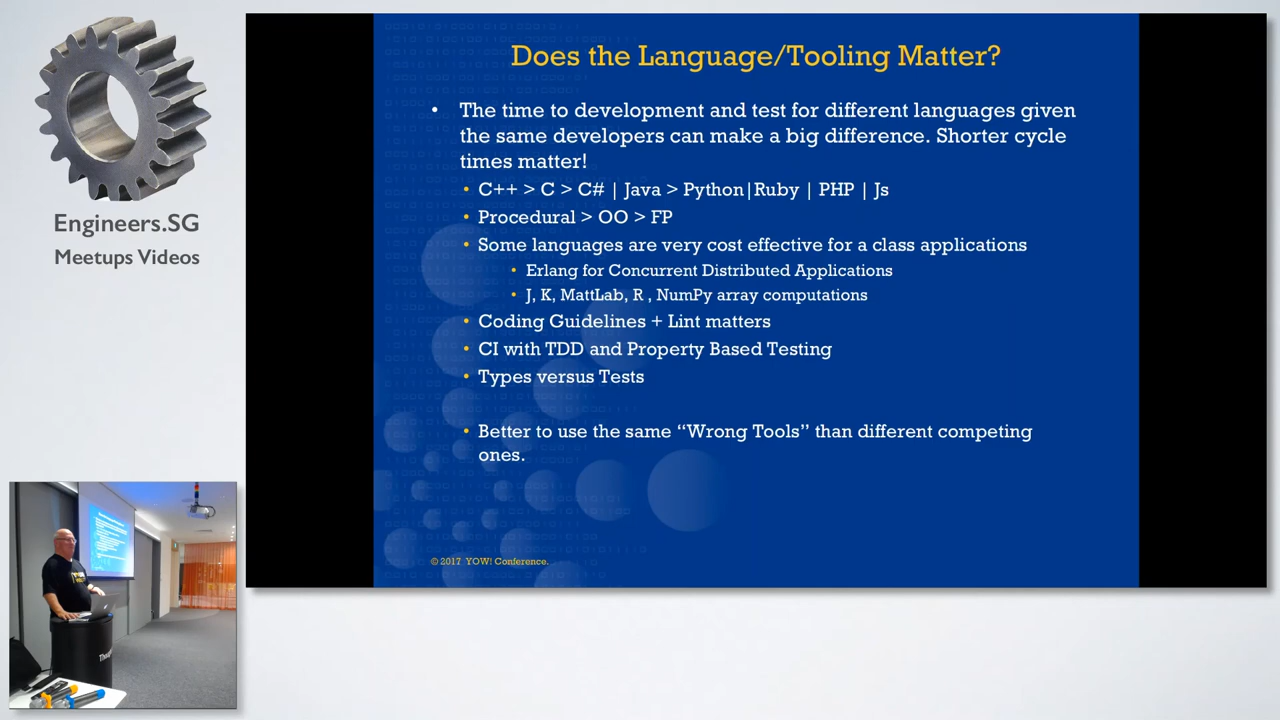 Engineers.SG
Meetups Videos
Does the Language/Tooling Matter?
• The time to development and test for different languages given
the same developers can make a big difference. Shorter cycle
times matter!
• C++ > C > C# | Java > Python|Ruby | PHP | Js
• Procedural > OO > FP
• Some languages are very cost effective for a class applications
• Erlang for Concurrent Distributed Applications
• J, K, MattLab, R , NumPy array computations
• Coding Guidelines + Lint matters
• CI with TDD and Property Based Testing
• Types versus Tests
• Better to use the same “Wrong Tools” than different competing
ones.
© 2017 YOW! Conference.